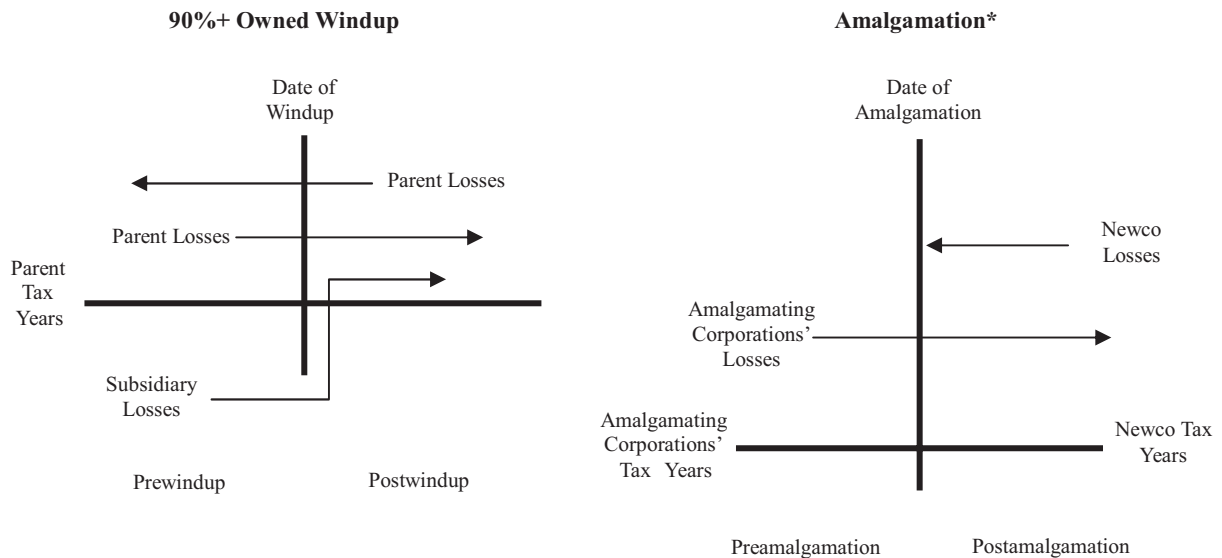 90%+ Owned Windup
Date of
Windup
Parent Losses
Parent Losses
Parent
Tax
Years
Subsidiary
Losses
Prewindup
Postwindup
Amalgamation*
Date of
Amalgamation
Newco
Losses
Amalgamating
Corporations’
Losses
Amalgamating
Corporations’
Tax Years
Newco Tax
Years
Preamalgamation
Postamalgamation